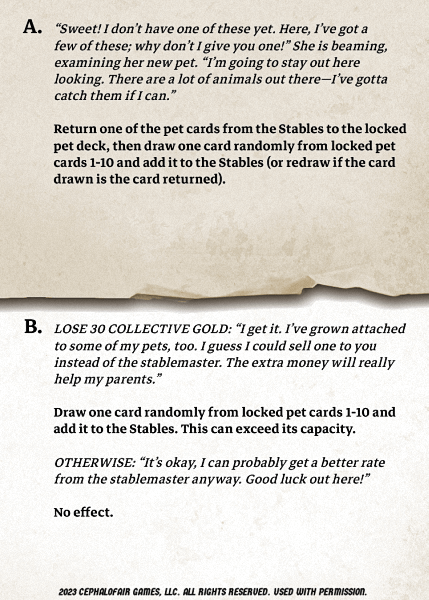 A. “Sweet! I don’t have one of these yet. Here, I’ve got a
few of these; why don’t I give you one!” She is beaming,
examining her new pet. “I’m going to stay out here
looking. There are a lot of animals out there—I’ve gotta
catch them if I can.”
Return one of the pet cards from the Stables to the locked
pet deck, then draw one card randomly from locked pet
cards 1-10 and add it to the Stables (or redraw if the card
drawn is the card returned).
B. LOSE 30 COLLECTIVE GOLD: “I get it. I’ve grown attached
to some of my pets, too. I guess I could sell one to you
instead of the stablemaster. The extra money will really
help my parents.”
Draw one card randomly from locked pet cards 1-10 and
add it to the Stables. This can exceed its capacity.
OTHERWISE: “It’s okay, I can probably get a better rate
from the stablemaster anyway. Good luck out here!”
No effect.
2023 CEPHALOFAIR GAMES, LLC. ALL RIGHTS RESERVED. USED WITH PERMISSION.